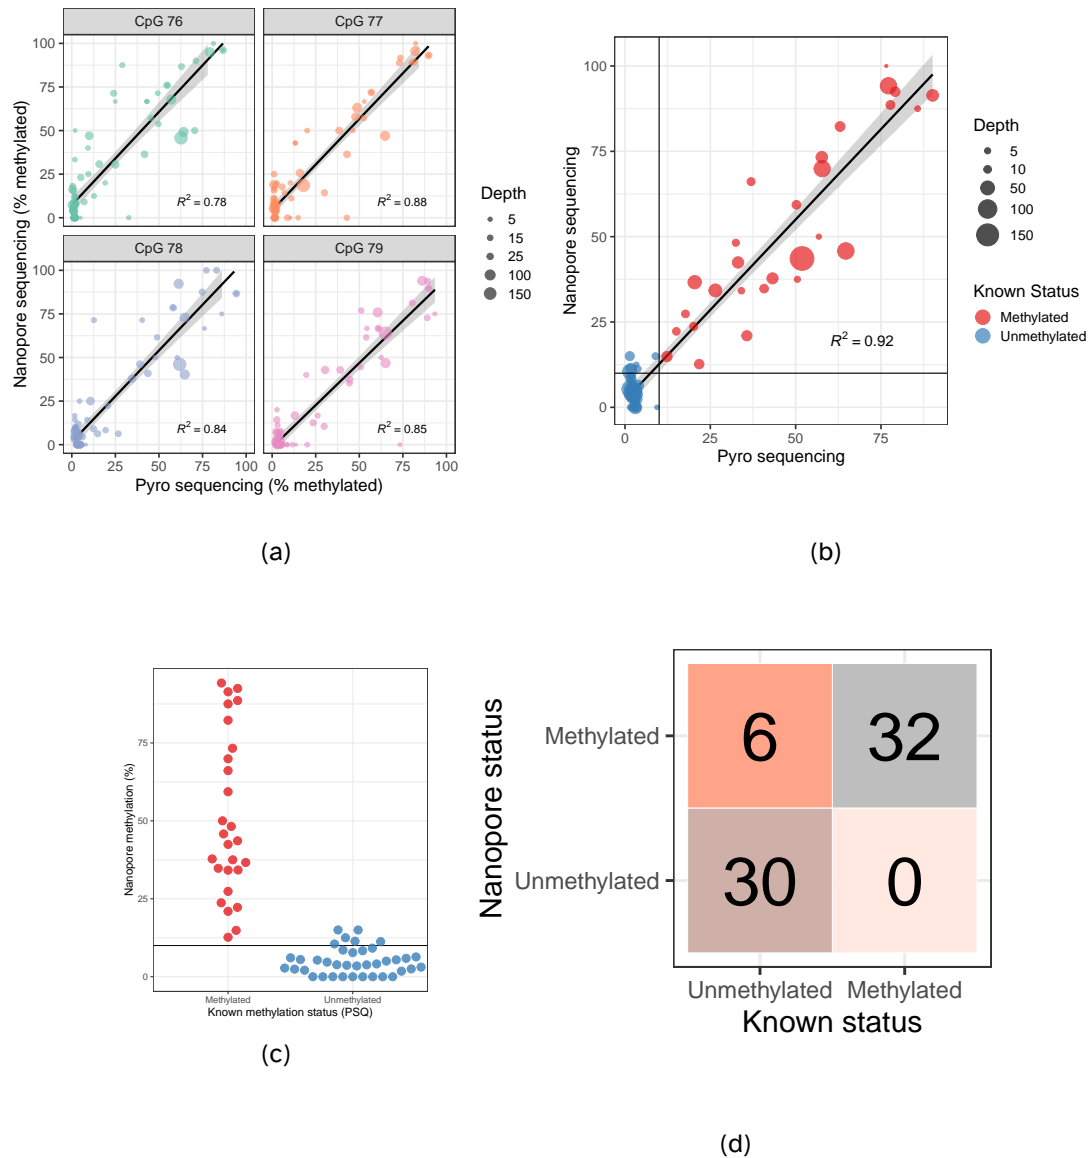 CpG 76
CpG 77
100
75
50
25
0
R² = 0.78
R² = 0.88
CpG 78
CpG 79
100
75
50
25
0
R² = 0.84
R² = 0.85
0 25 50 75 100
0 25 50 75 100
Pyro sequencing (% methylated)
Nanopore sequencing (% methylated)
Depth
5
15
25
100
150
(a)
100
75
50
25
0
R² = 0.92
0 25 50 75
Pyro sequencing
Nanopore sequencing
Depth
5
10
50
100
150
Known Status
Methylated
Unmethylated
(b)
75
50
25
0
Nanopore methylation (%)
Methylated Unmethylated
Known methylation status (PSQ)
(c)
Nanopore status
Methylated
6 32
Unmethylated
30 0
Unmethylated Methylated
Known status
(d)